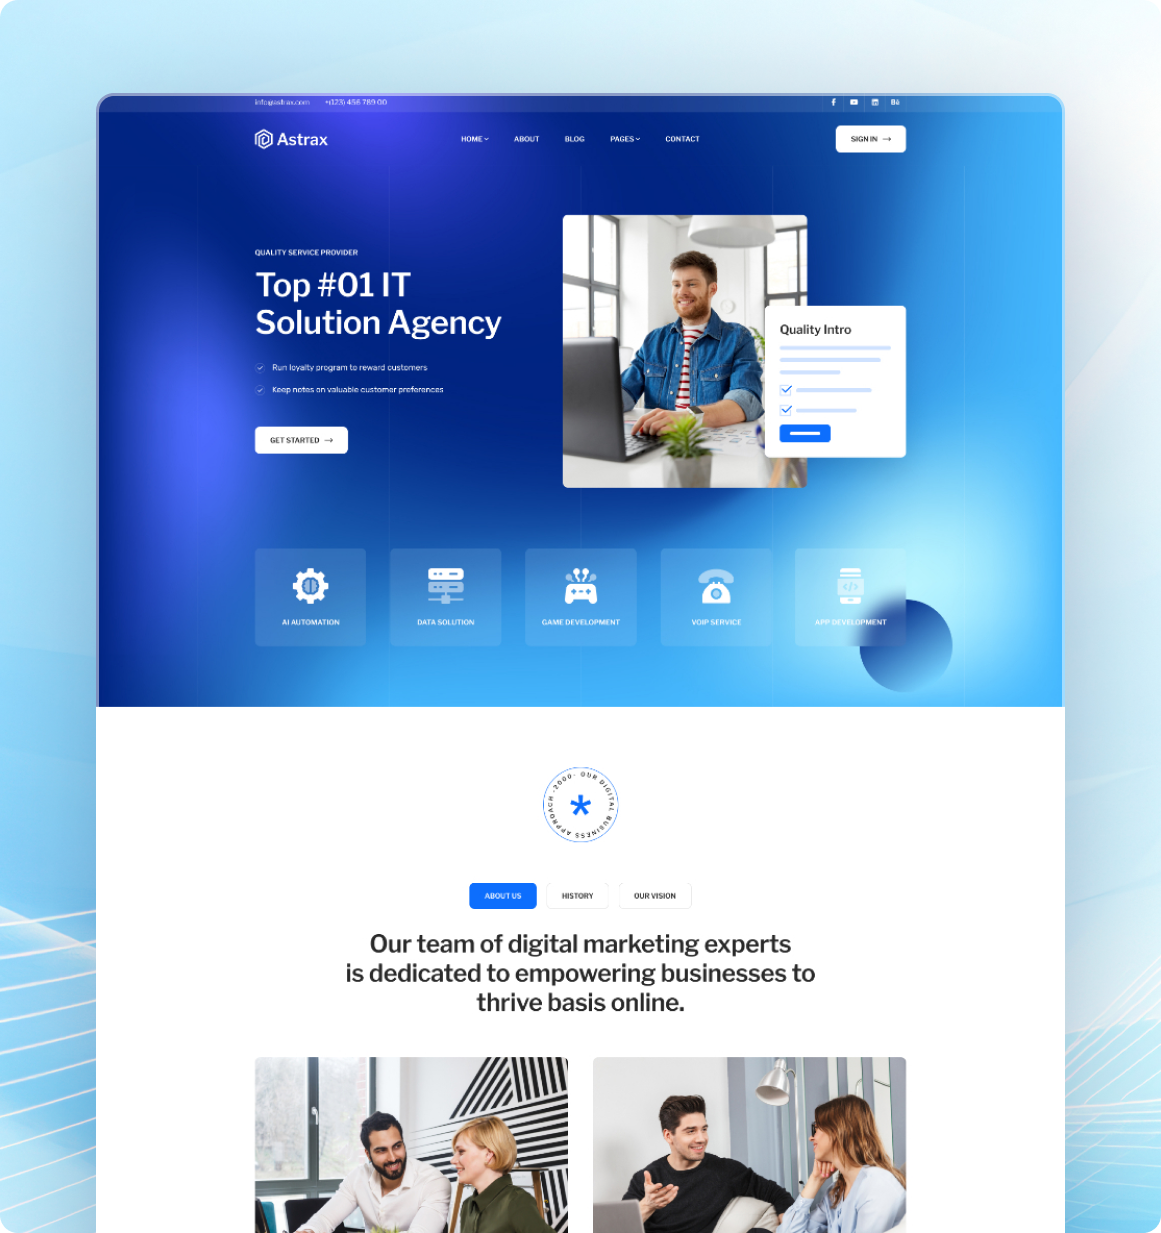 info@astrax.com +(123) 456 789 00
Astrax
HOME ABOUT BLOG PAGES CONTACT
SIGN IN
QUALITY SERVICE PROVIDER
Top #01 IT
Solution Agency
Run loyalty program to reward customers
Keep notes on valuable customer preferences
GET STARTED
Quality Intro
AI AUTOMATION
DATA SOLUTION
GAME DEVELOPMENT
VOIP SERVICE
APP DEVELOPMENT
· OUR DIGITAL BUSINESS APPROACH ·2000
ABOUT US
HISTORY
OUR VISION
Our team of digital marketing experts
is dedicated to empowering businesses to
thrive basis online.